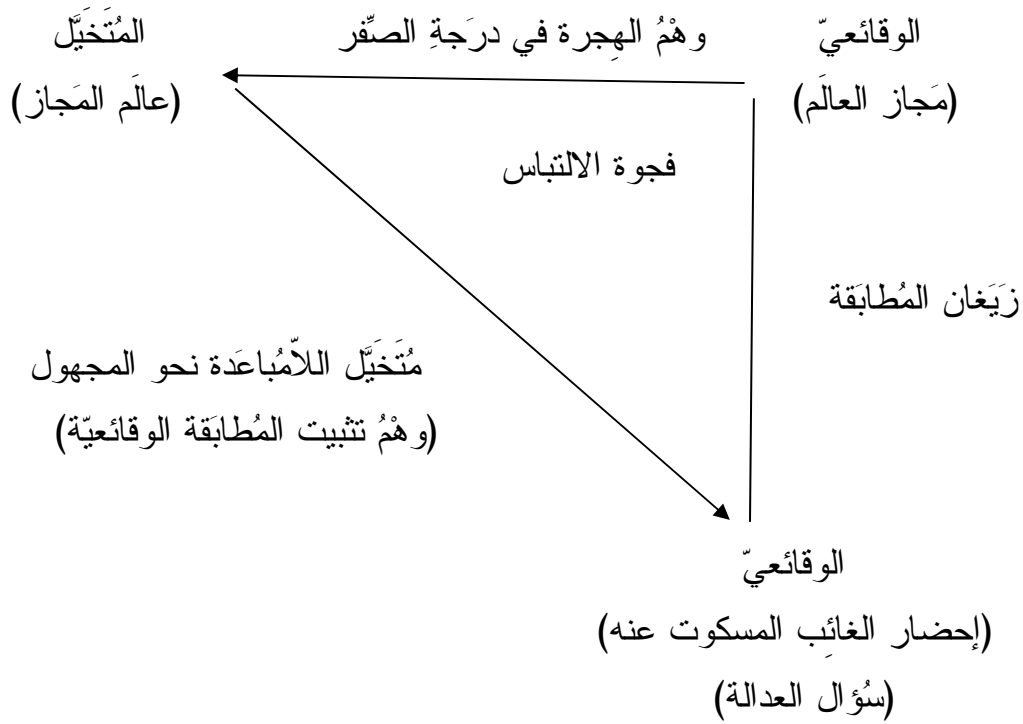 الوقائعيّ
(مَجاز العالَم)
وهْمُ الهِجرة في درَجةِ الصِّفر
المُتَخيَّل
(عالَم المَجاز)
فجوة الالتباس
زَيَغان المُطابَقة
مُتَخيَّل اللاّمُباعَدة نحو المجهول
(وهْمُ تثبيت المُطابَقة الوقائعيّة)
الوقائعيّ
(إحضار الغائِب المسكوت عنه)
(سُؤال العدالة)